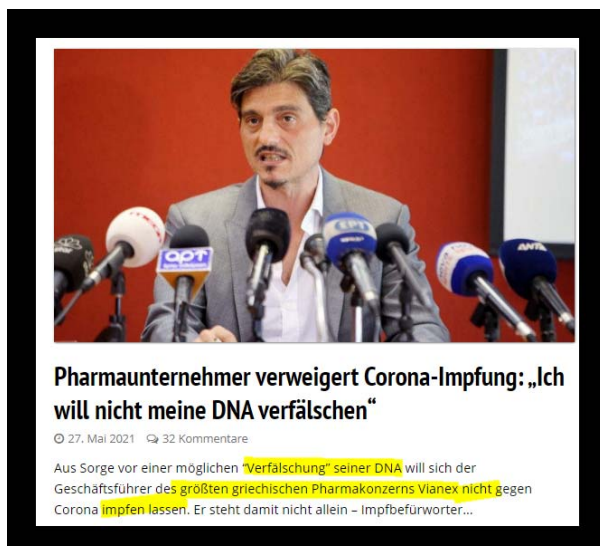 apt
ΕΡΤ
ΑΝΤ1
Pharmaunternehmer verweigert Corona-Impfung: „Ich
will nicht meine DNA verfälschen“
27. Mai 2021 32 Kommentare
Aus Sorge vor einer möglichen “Verfälschung” seiner DNA will sich der
Geschäftsführer des größten griechischen Pharmakonzerns Vianex nicht gegen
Corona impfen lassen. Er steht damit nicht allein – Impfbefürworter...